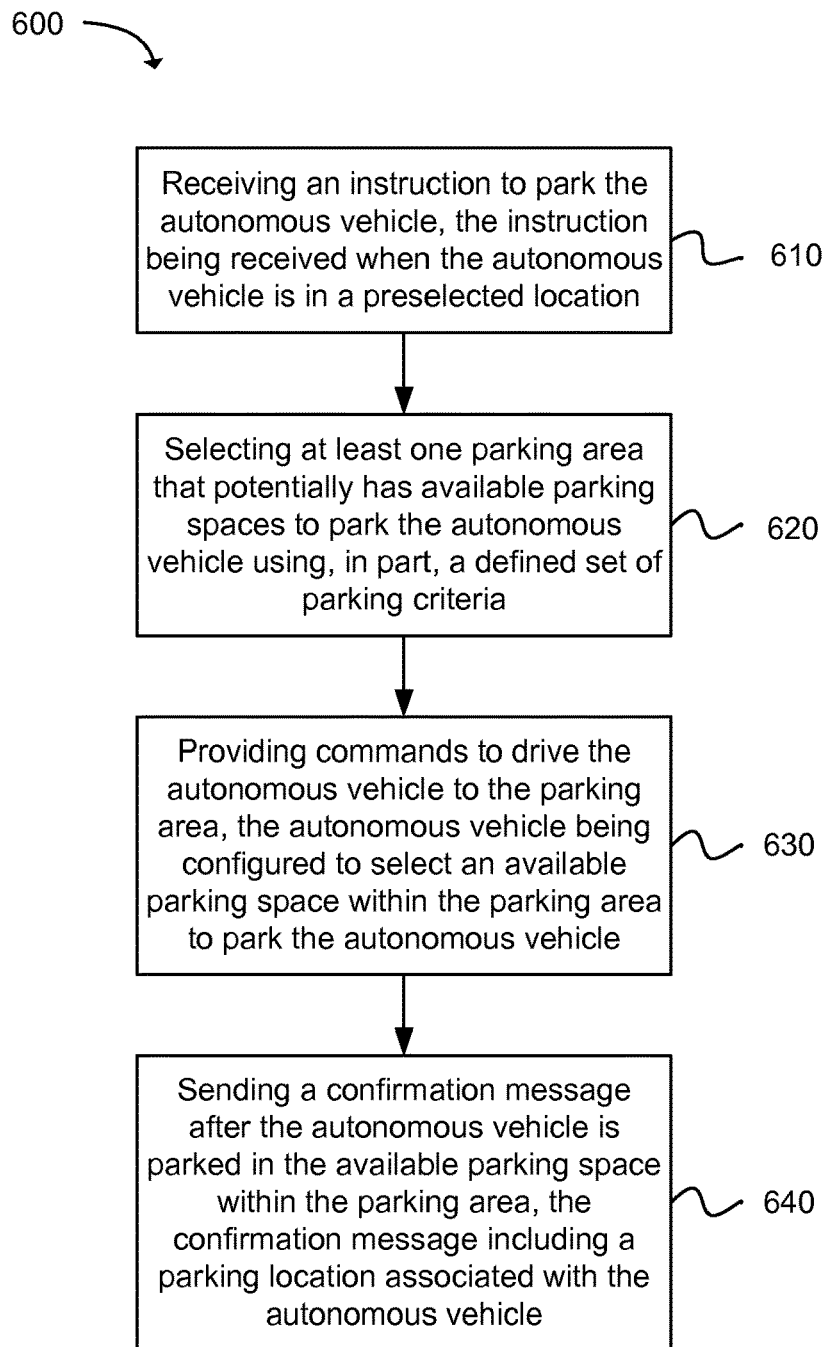 600
Receiving an instruction to park the
autonomous vehicle, the instruction
being received when the autonomous
vehicle is in a preselected location
610
Selecting at least one parking area
that potentially has available parking
spaces to park the autonomous
vehicle using, in part, a defined set of
parking criteria
620
Providing commands to drive the
autonomous vehicle to the parking
area, the autonomous vehicle being
configured to select an available
parking space within the parking area
to park the autonomous vehicle
630
Sending a confirmation message
after the autonomous vehicle is
parked in the available parking space
within the parking area, the
confirmation message including a
parking location associated with the
autonomous vehicle
640